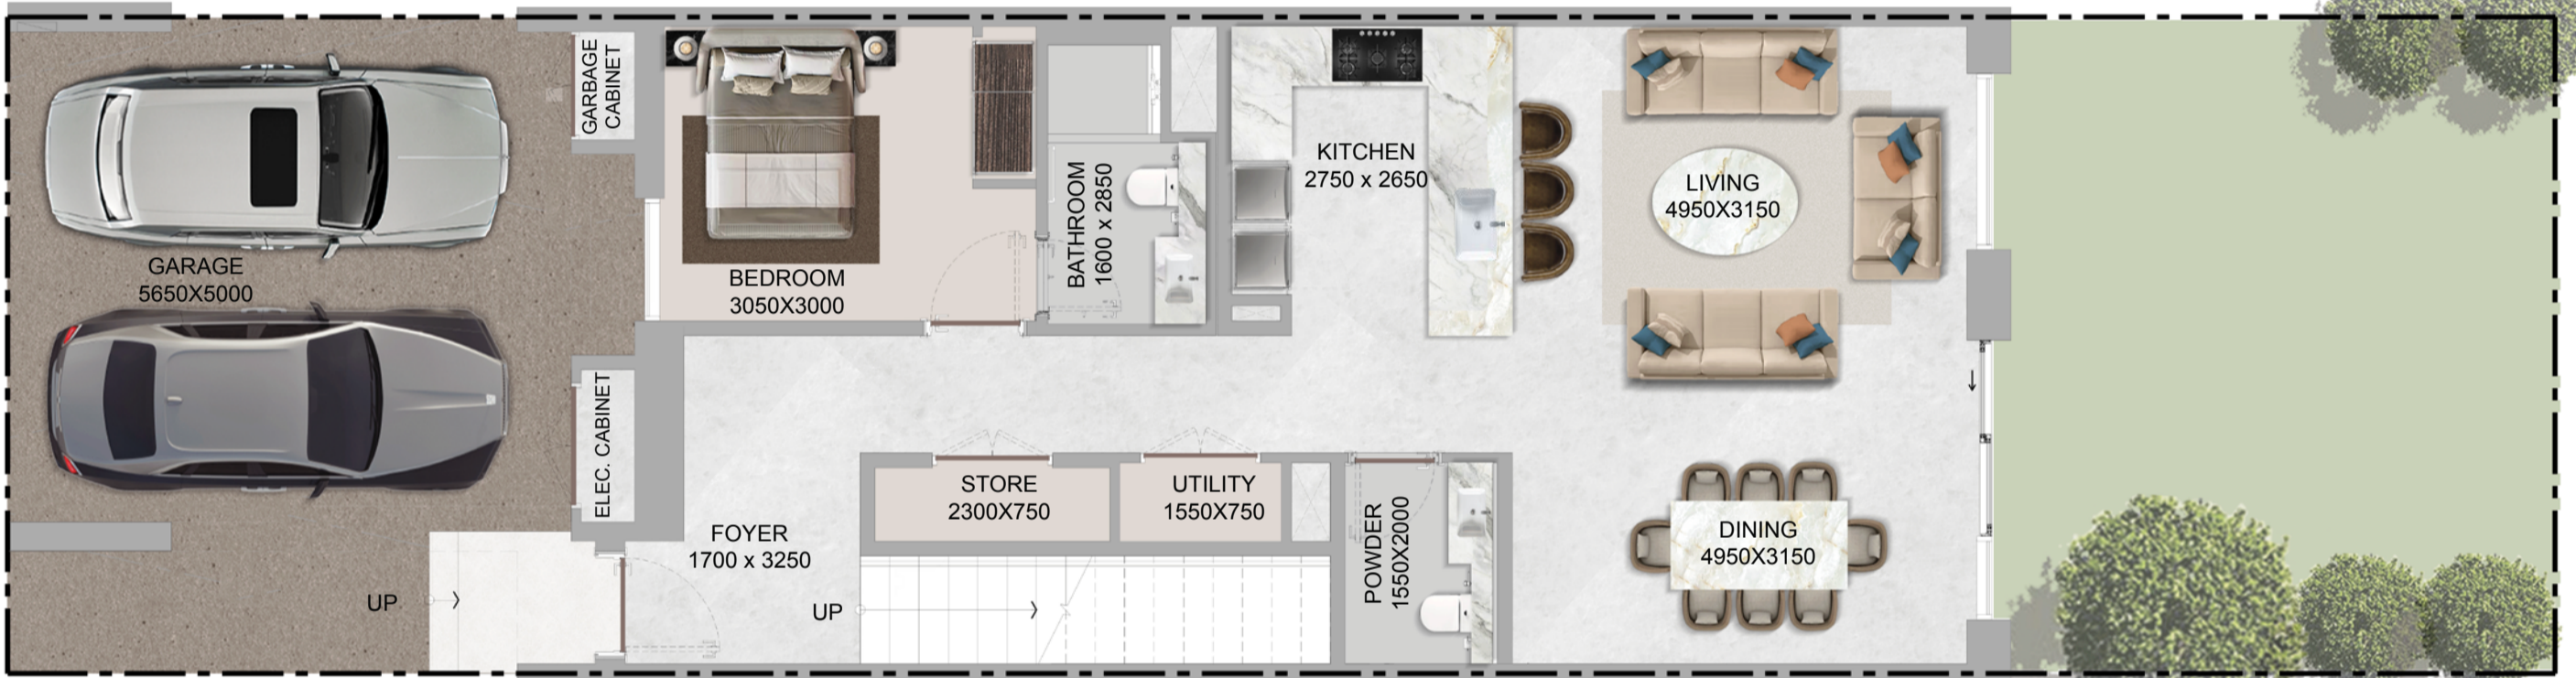 GARAGE
5650X5000
GARBAGE
CABINET
ELEC. CABINET
UP
BEDROOM
3050X3000
BATHROOM
1600 x 2850
KITCHEN
2750 x 2650
LIVING
4950X3150
FOYER
1700 x 3250
UP
STORE
2300X750
UTILITY
1550X750
POWDER
1550X2000
DINING
4950X3150